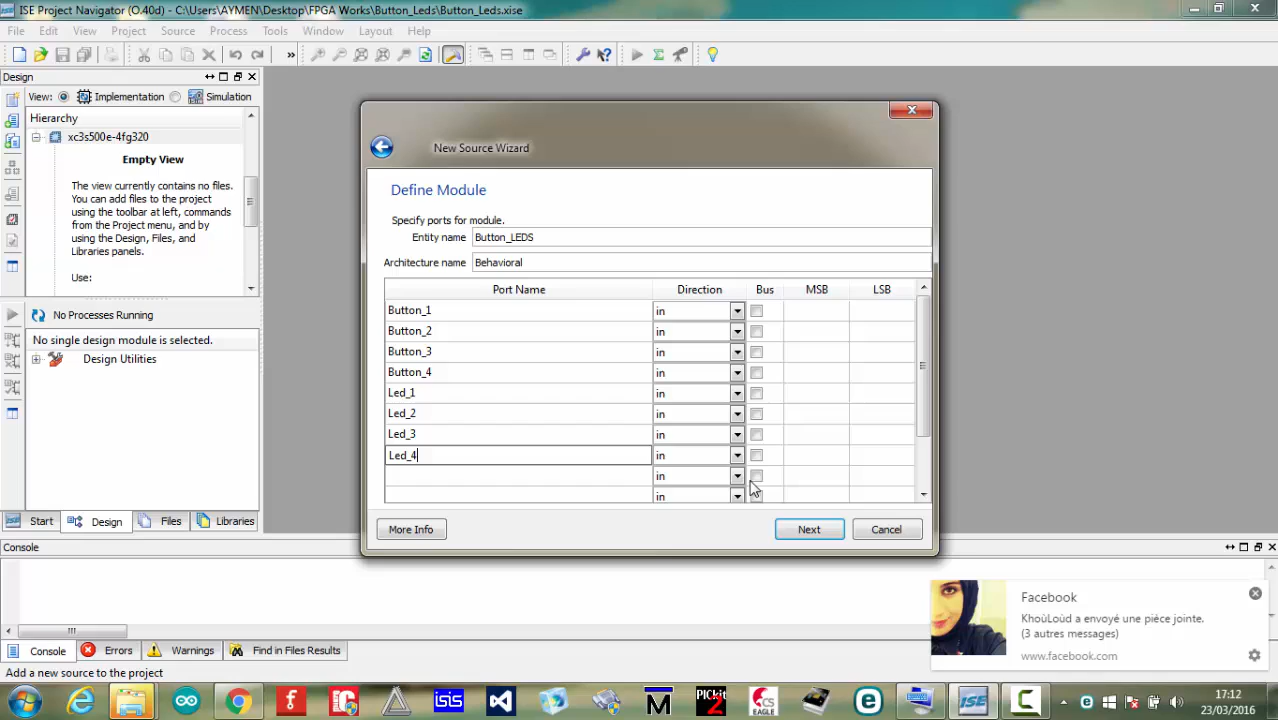 ISE Project Navigator (O.40d) - C:\Users\AYMEN\Desktop\FPGA Works\Button_Leds\Button_Leds.xise
File Edit View Project Source Process Tools Window Layout Help
»
Design
View: Implementation Simulation
Hierarchy
xc3s500e-4fg320
Empty View
The view currently contains no files.
You can add files to the project
using the toolbar at left, commands
from the Project menu, and by
using the Design, Files, and
Libraries panels.
Use:
No Processes Running
No single design module is selected.
Design Utilities
Start Design Files Libraries
New Source Wizard
Define Module
Specify ports for module.
Entity name Button_LEDS
Architecture name Behavioral
Port Name Direction Bus MSB LSB
Button_1 in
Button_2 in
Button_3 in
Button_4 in
Led_1 in
Led_2 in
Led_3 in
Led_4 in
in
in
More Info Next Cancel
Console
Console Errors Warnings Find in Files Results
Add a new source to the project
Facebook
KhoùLoùd a envoyé une pièce jointe.
(3 autres messages)
www.facebook.com
isis
M
PICkit
2
CS
EAGLE
ISE
17:12
23/03/2016